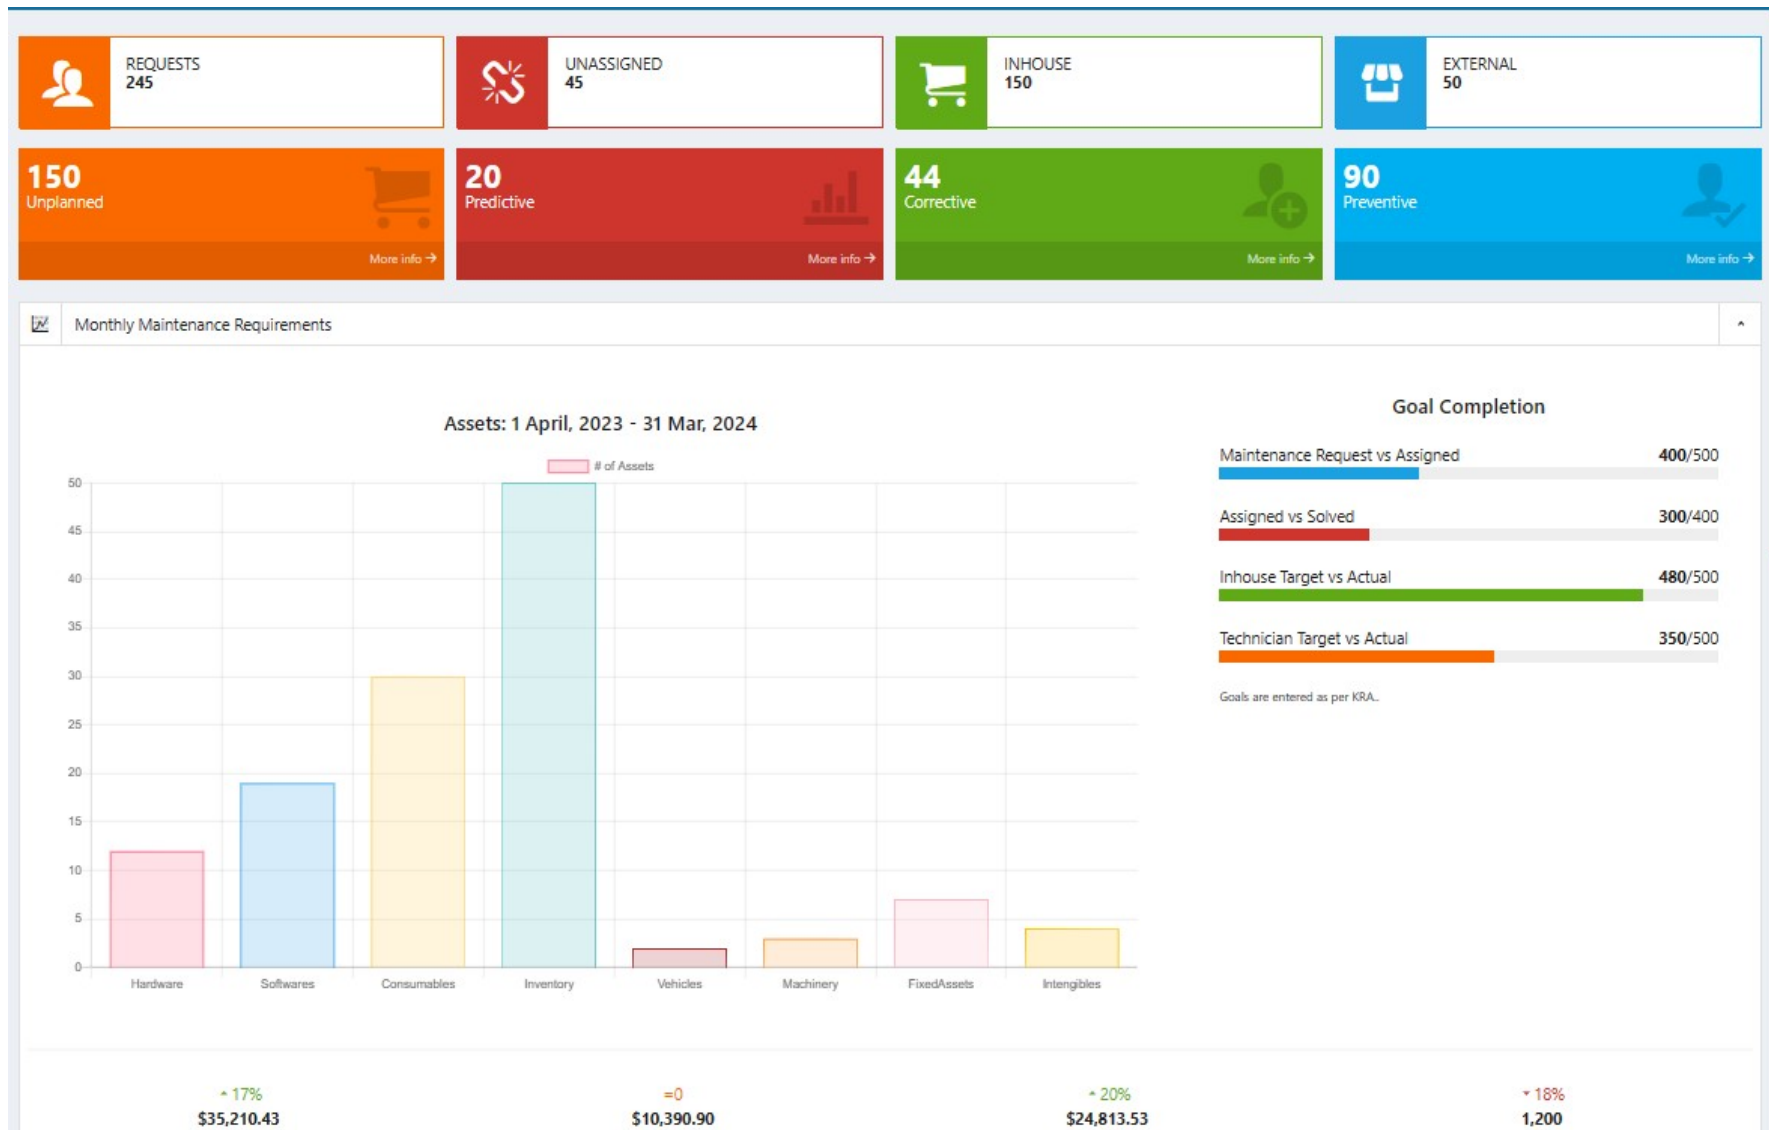 REQUESTS
245
UNASSIGNED
45
INHOUSE
150
EXTERNAL
50
150
Unplanned
More info
20
Predictive
More info
44
Corrective
More info
90
Preventive
More info
Monthly Maintenance Requirements
Assets: 1 April, 2023 - 31 Mar, 2024
# of Assets
50
45
40
35
30
25
20
15
10
5
0
Hardware
Softwares
Consumables
Inventory
Vehicles
Machinery
FixedAssets
Intengibles
Goal Completion
Maintenance Request vs Assigned 400/500
Assigned vs Solved 300/400
Inhouse Target vs Actual 480/500
Technician Target vs Actual 350/500
Goals are entered as per KRA..
17%
$35,210.43
=0
$10,390.90
20%
$24,813.53
18%
1,200